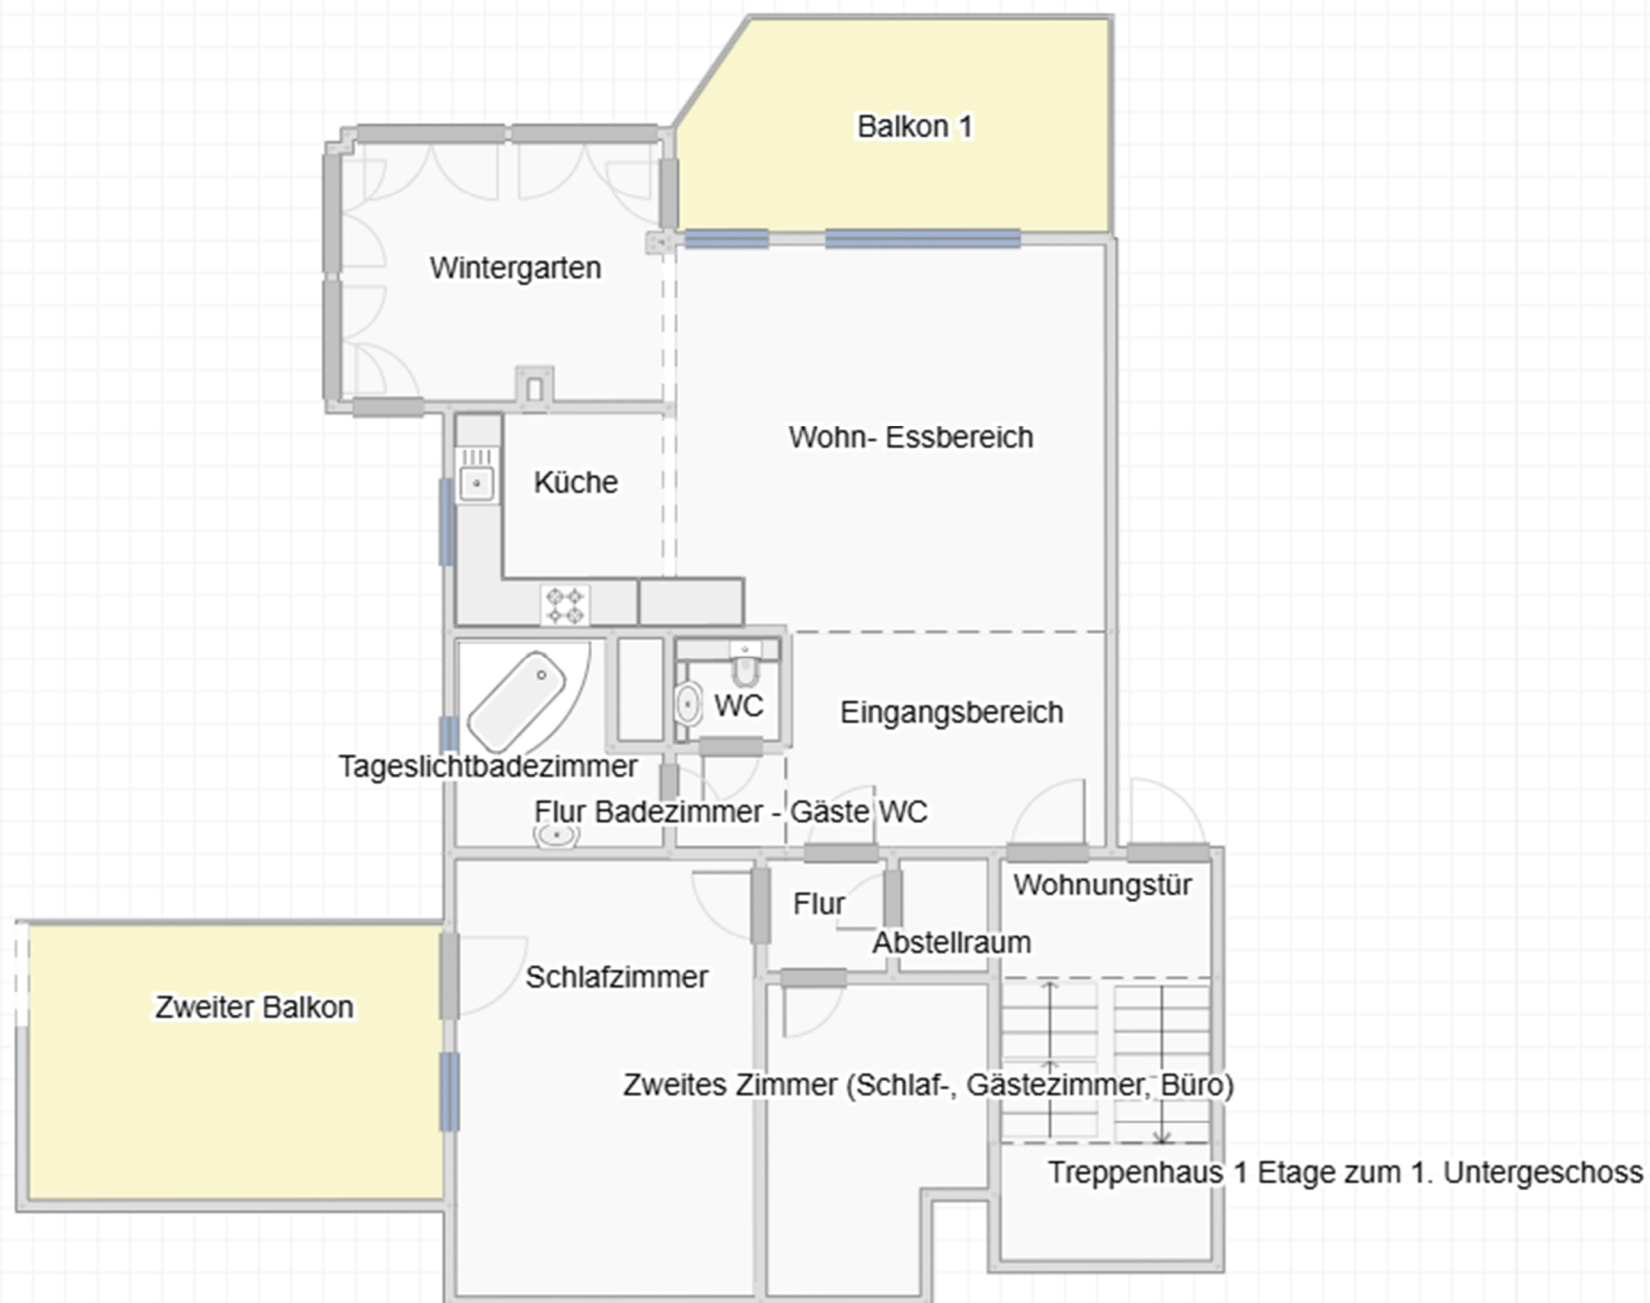 Balkon 1
Wintergarten
Wohn- Essbereich
Küche
WC
Eingangsbereich
Tageslichtbadezimmer
Flur Badezimmer - Gäste WC
Wohnungstür
Flur
Abstellraum
Schlafzimmer
Zweiter Balkon
Zweites Zimmer (Schlaf-, Gästezimmer, Büro)
Treppenhaus 1 Etage zum 1. Untergeschoss